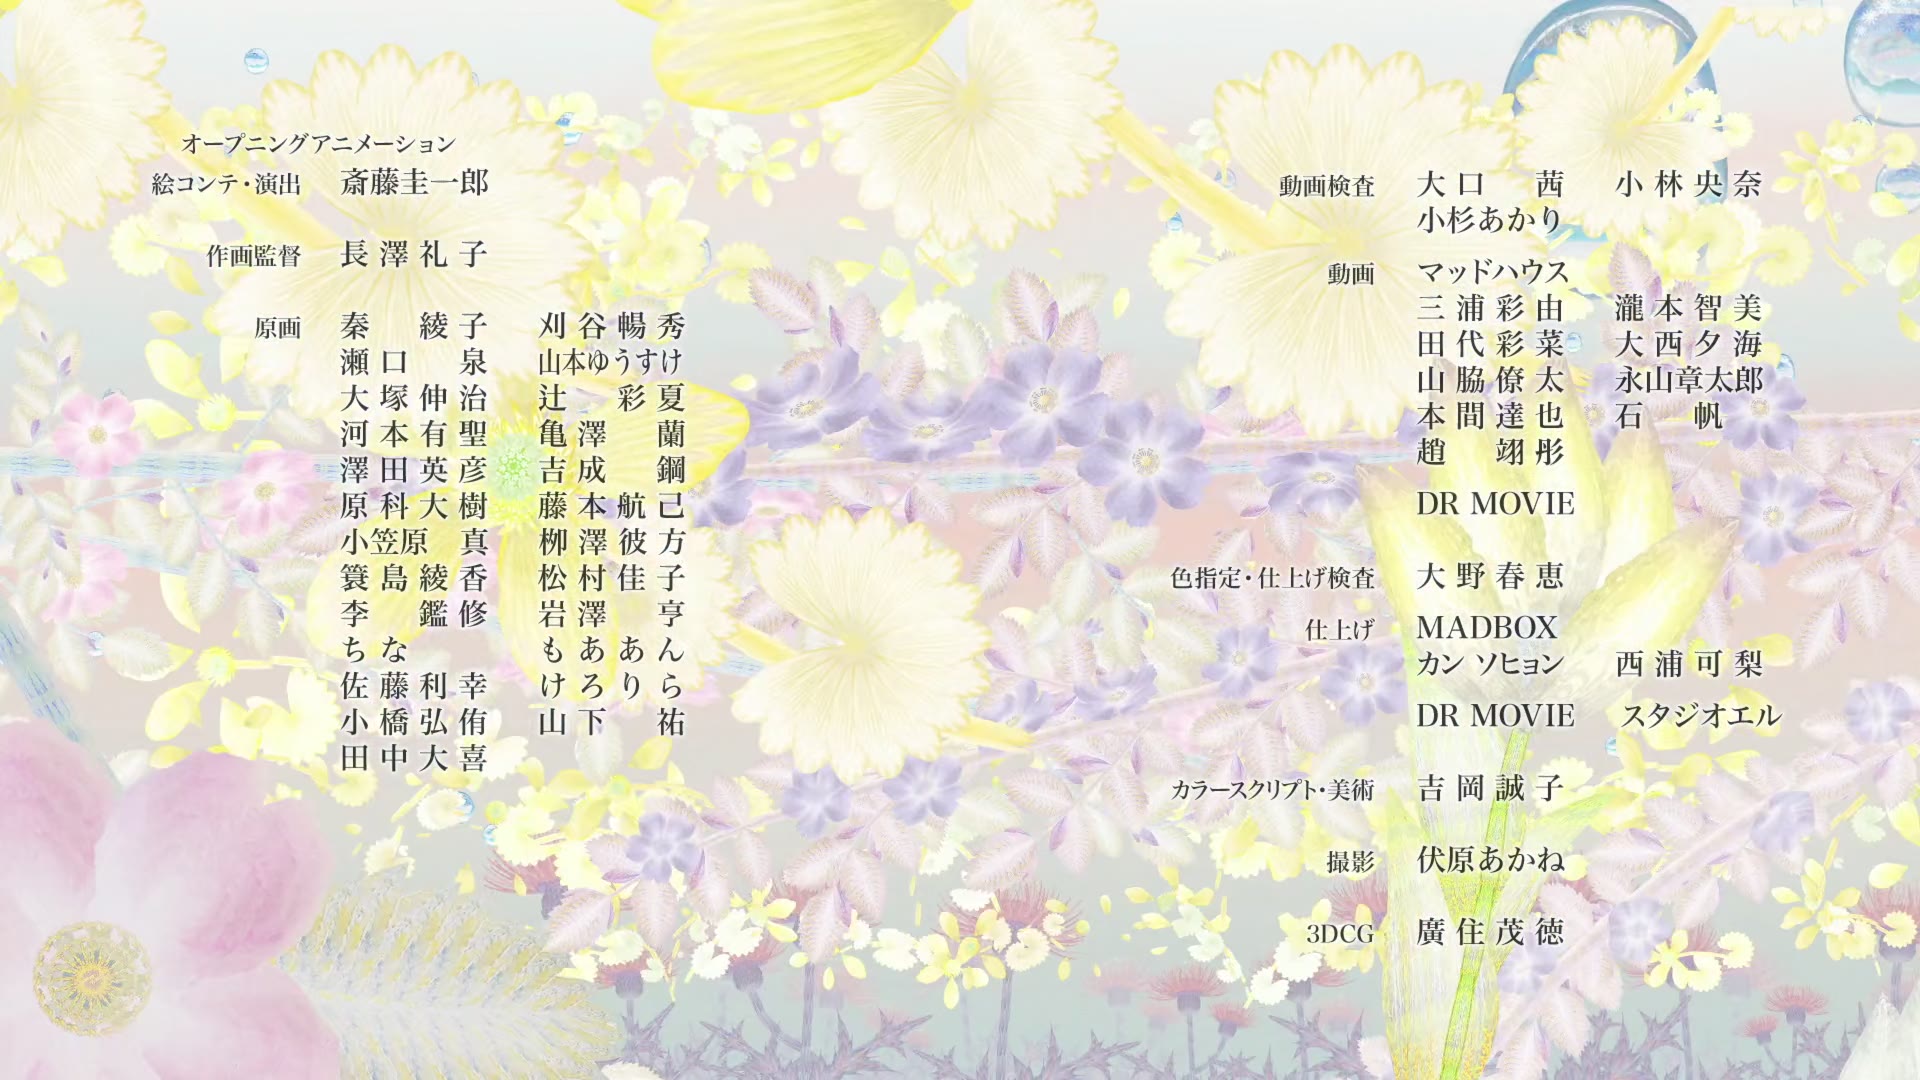 オープニングアニメーション
絵コンテ・演出 斎藤圭一郎
作画監督 長澤礼子
原画 秦 綾子 刈谷暢秀
瀬口 泉 山本ゆうすけ
大塚伸治 辻 彩夏
河本有聖 亀澤 蘭
澤田英彦 吉成 鋼
原科大樹 藤本航己
小笠原 真 栁澤彼方
簑島綾香 松村佳子
李 鑑修 岩澤 亨
ちな もああん
佐藤利幸 けろりら
小橋弘侑 山下 祐
田中大喜
動画検査 大口 茜 小林央奈
小杉あかり
動画 マッドハウス
三浦彩由 瀧本智美
田代彩菜 大西夕海
山脇僚太 永山章太郎
本間達也 石 帆
趙 翊彤
DR MOVIE
色指定・仕上げ検査 大野春恵
仕上げ MADBOX
カン ソヒョン 西浦可梨
DR MOVIE スタジオエル
カラースクリプト・美術 吉岡誠子
撮影 伏原あかね
3DCG 廣住茂徳